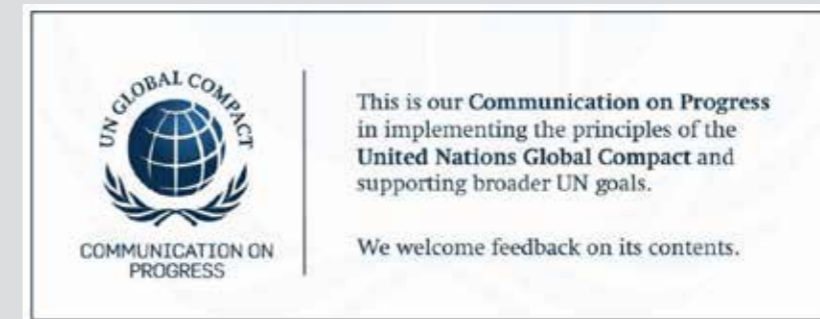 UN GLOBAL COMPACT
COMMUNICATION ON
PROGRESS
This is our Communication on Progress
in implementing the principles of the
United Nations Global Compact and
supporting broader UN goals.
We welcome feedback on its contents.